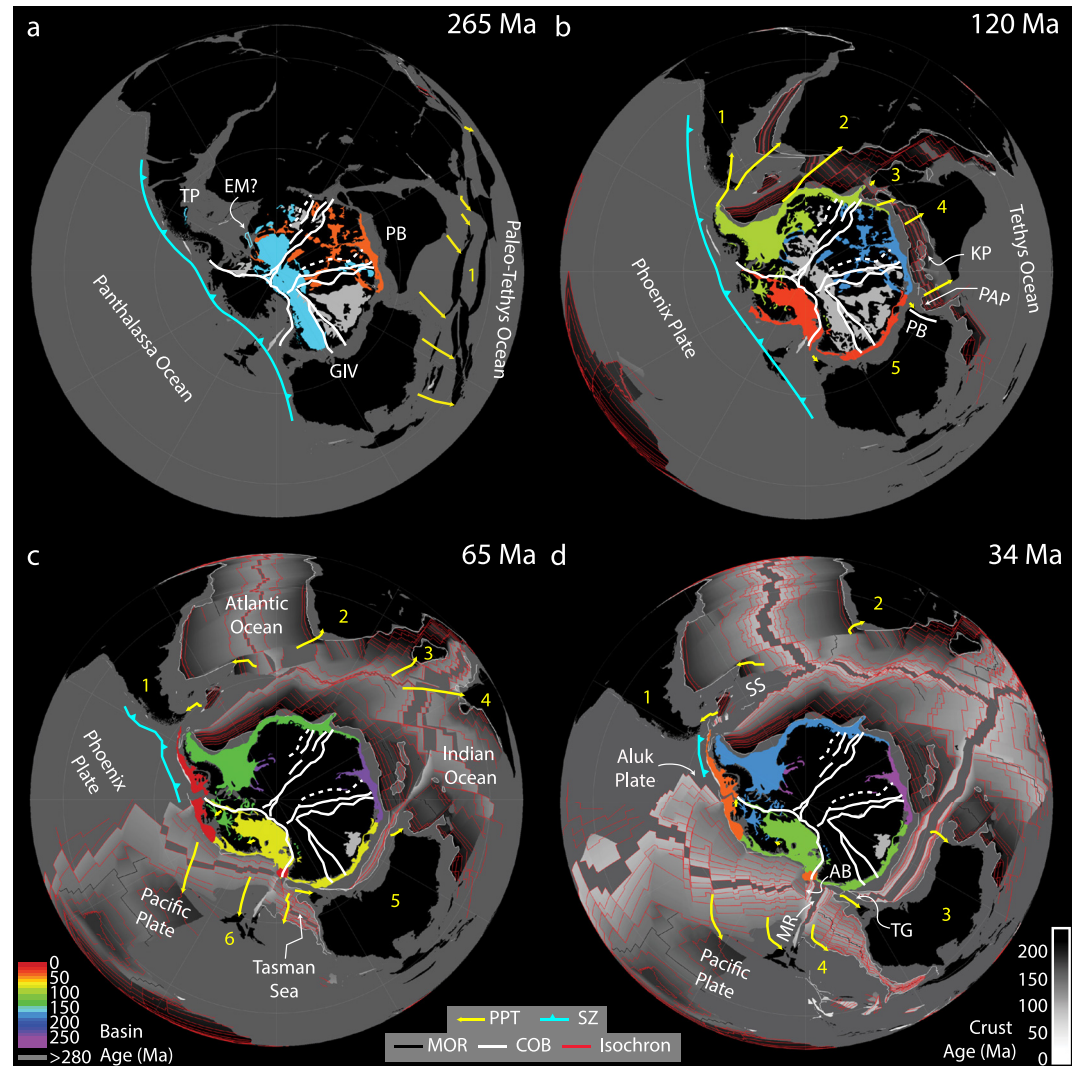 a
265 Ma
TP
EM?
PB
1
Paleo-Tethys Ocean
Panthalassa Ocean
GIV
b
120 Ma
1
2
3
4
KP
Tethys Ocean
PAP
PB
Phoenix Plate
5
c
65 Ma
Atlantic
Ocean
2
3
1
4
Phoenix
Plate
Indian
Ocean
Pacific
Plate
6
5
Tasman
Sea
0
50
100
150
200
250
>280
Basin
Age (Ma)
d
34 Ma
2
1
SS
Aluk
Plate
AB
MR
TG
3
4
Pacific
Plate
200
150
100
50
0
Crust
Age (Ma)
PPT
SZ
MOR
COB
Isochron